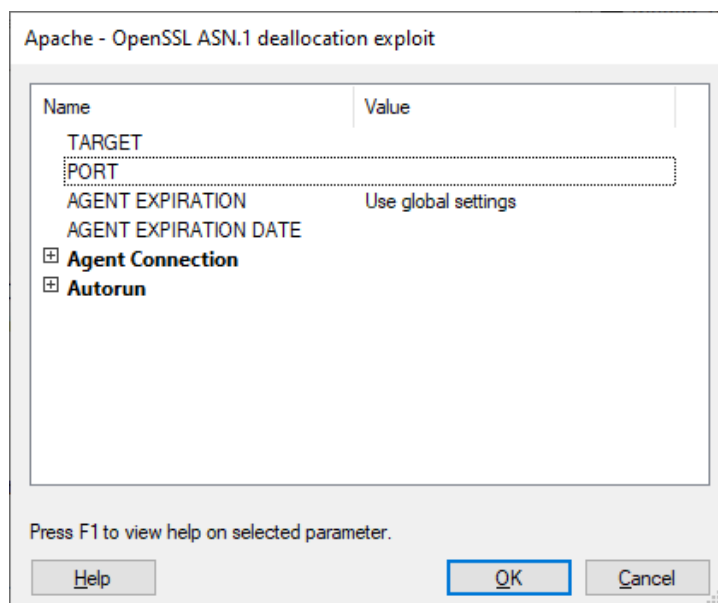 Apache - OpenSSL ASN.1 deallocation exploit
Name Value
TARGET
PORT
AGENT EXPIRATION Use global settings
AGENT EXPIRATION DATE
Agent Connection
Autorun
Press F1 to view help on selected parameter.
Help OK Cancel